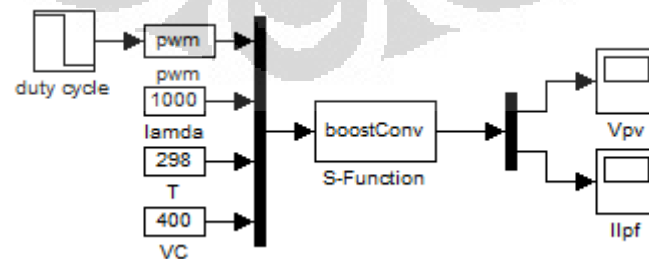 pwm
pwm
duty cycle
1000
lamda
298
T
400
VC
boostConv
S-Function
Vpv
Ilpf